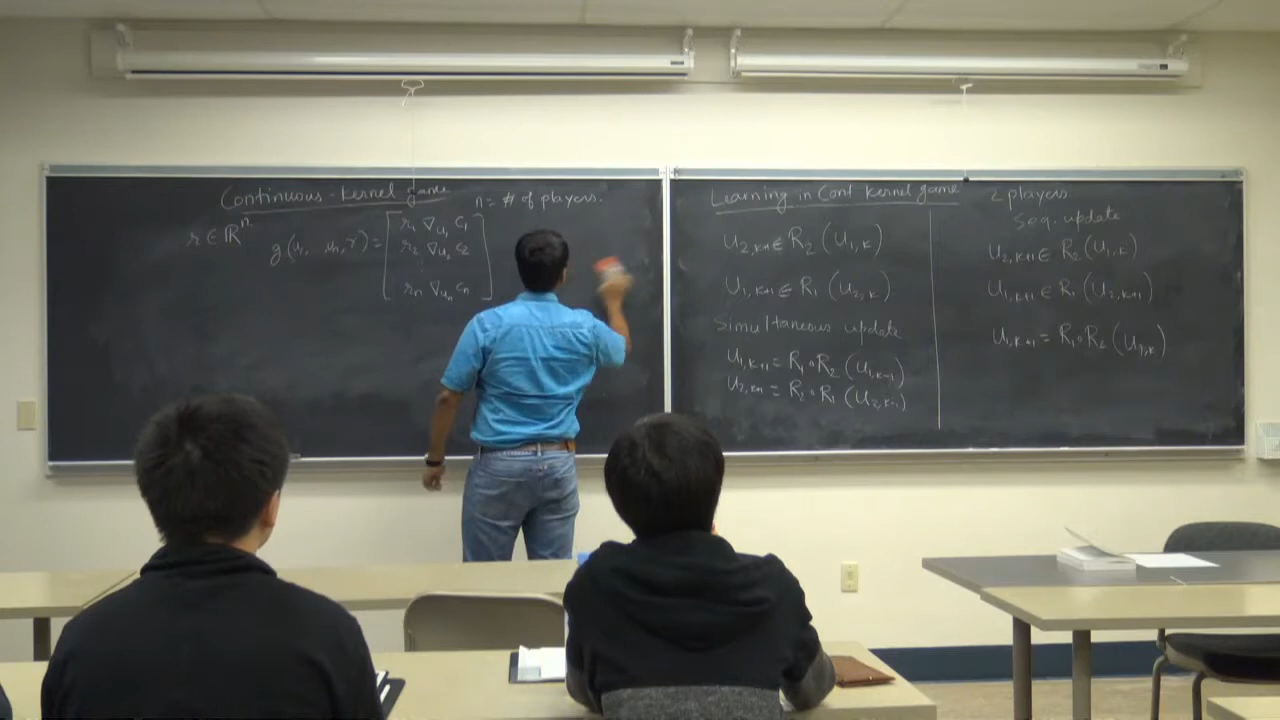 Continuous-Kernel game
n = # of players.
r ∈ ℝⁿ
g(u₁, uₙ, r) = [ r₁ ∇u₁ c₁
r₂ ∇u₂ c₂
⋮
rₙ ∇uₙ cₙ ]
Learning in Cont Kernel game
U₂,ₖ₊₁ ∈ R₂ (U₁,ₖ)
U₁,ₖ₊₁ ∈ R₁ (U₂,ₖ)
Simultaneous update
U₁,ₖ₊₁ = R₁∘R₂ (U₁,ₖ₋₁)
U₂,ₖ₊₁ = R₂∘R₁ (U₂,ₖ₋₁)
2 players
Seq. update
U₂,ₖ₊₁ ∈ R₂(U₁,ₖ)
U₁,ₖ₊₁ ∈ R₁ (U₂,ₖ₊₁)
U₁,ₖ₊₁ = R₁∘R₂ (U₁,ₖ)